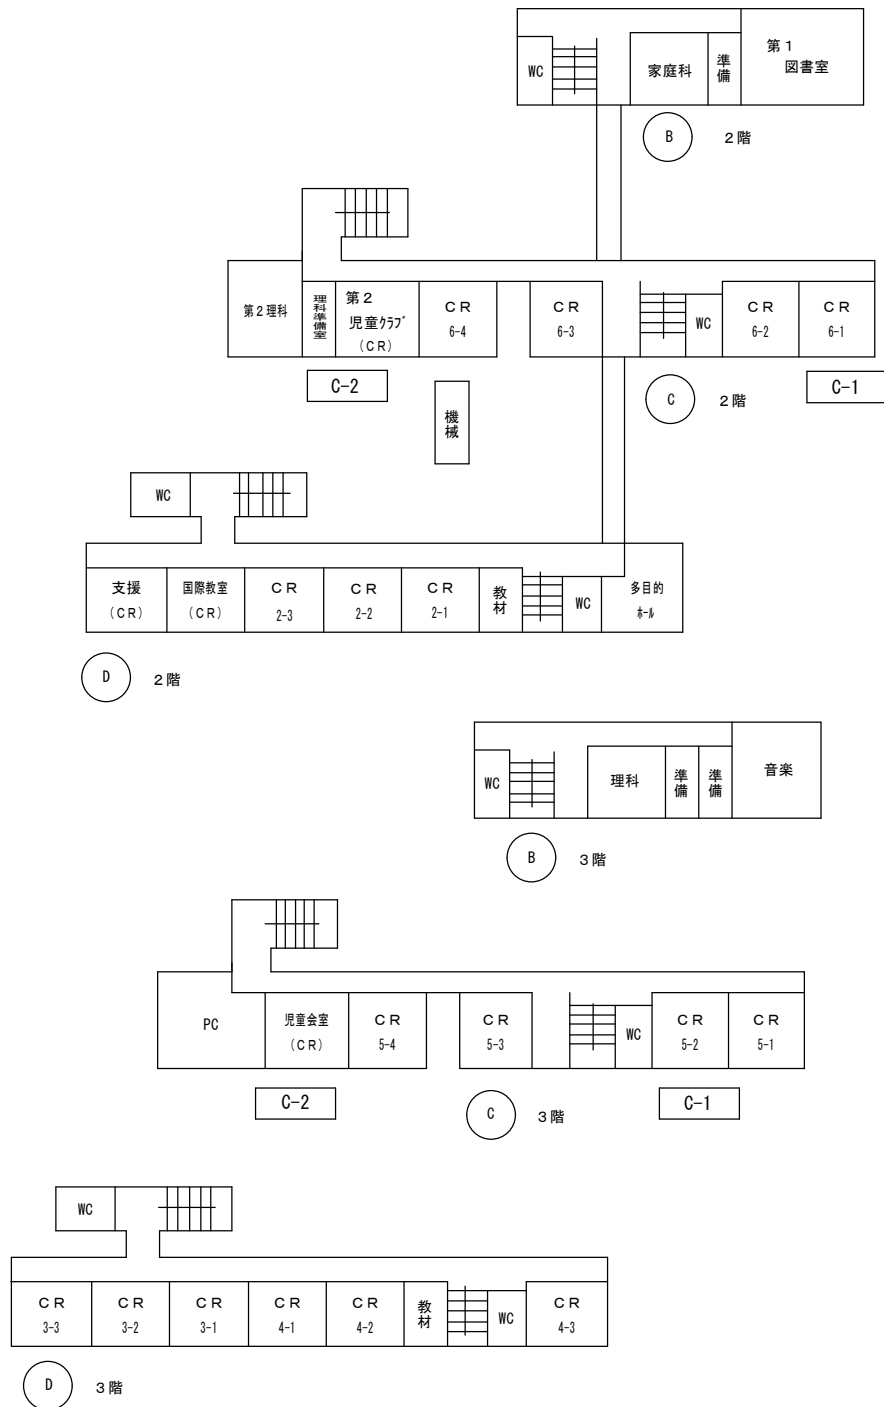 第１
図書室
準備
家庭科
WC
B
２階
第２理科
理科準備室
第２
児童ｸﾗﾌﾞ
（ＣＲ）
ＣＲ
6-4
ＣＲ
6-3
WC
ＣＲ
6-2
ＣＲ
6-1
C-2
機械
C
２階
C-1
WC
支援
（ＣＲ）
国際教室
（ＣＲ）
ＣＲ
2-3
ＣＲ
2-2
ＣＲ
2-1
教材
WC
多目的
ﾎｰﾙ
D
２階
WC
理科
準備
準備
音楽
B
３階
PC
児童会室
（ＣＲ）
ＣＲ
5-4
ＣＲ
5-3
WC
ＣＲ
5-2
ＣＲ
5-1
C-2
C
３階
C-1
WC
ＣＲ
3-3
ＣＲ
3-2
ＣＲ
3-1
ＣＲ
4-1
ＣＲ
4-2
教材
WC
ＣＲ
4-3
D
３階